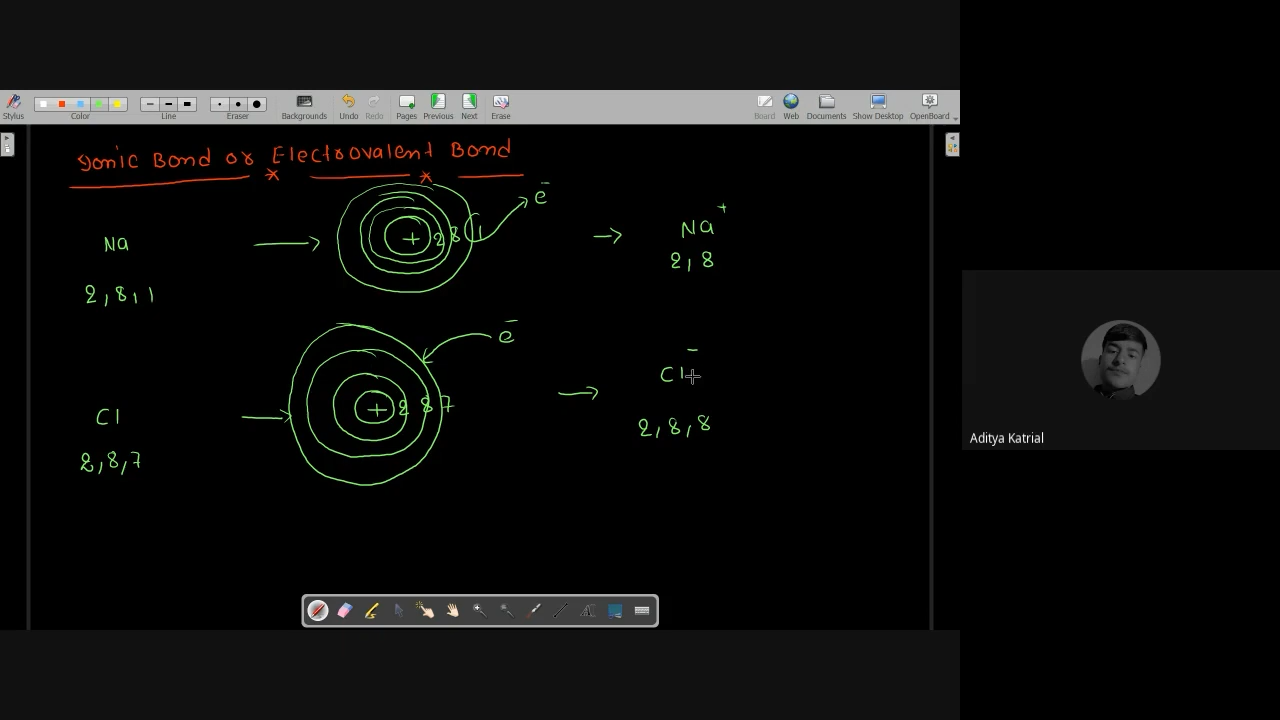 Stylus Color Line Eraser Backgrounds Undo Redo Pages Previous Next Erase Board Web Documents Show Desktop OpenBoard
Ionic Bond or Electrovalent Bond
Na
2,8,1
+ 2 8 1
e⁻
Na⁺
2,8
Cl
2,8,7
+ 2 8 7
e⁻
Cl⁻
2,8,8
Aditya Katrial